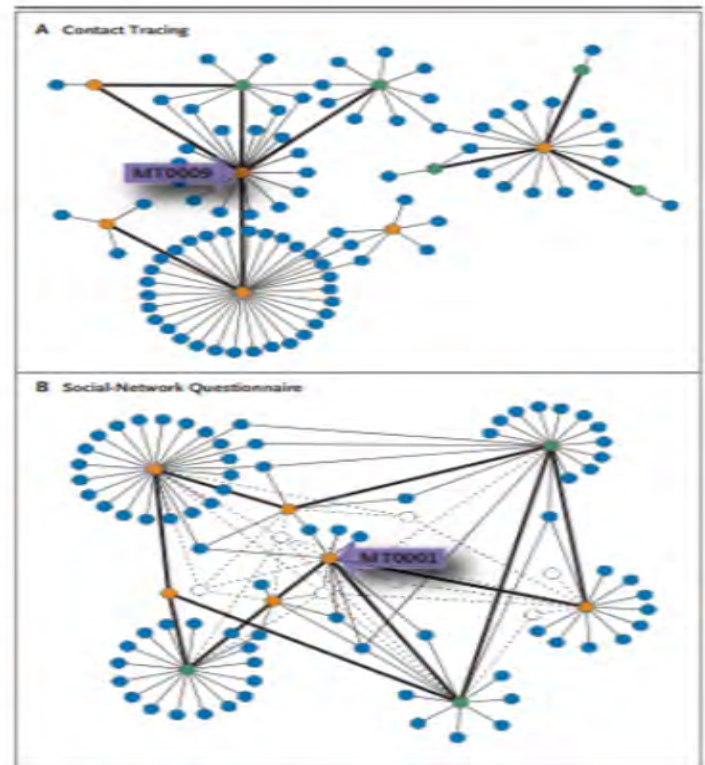 A Contact Tracing
MT0009
B Social-Network Questionnaire
MT0001